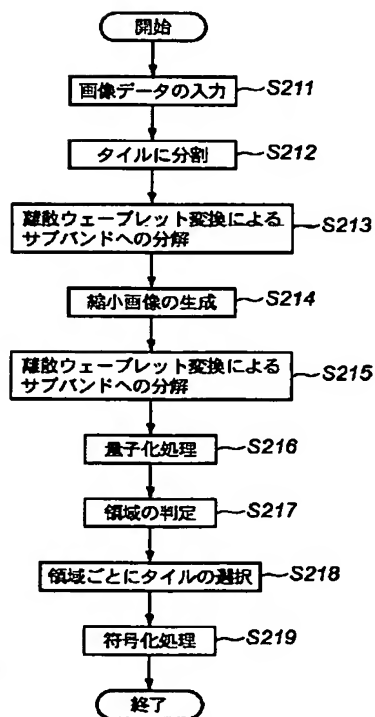 開始
画像データの入力 S211
タイルに分割 S212
離散ウェーブレット変換による
サブバンドへの分解 S213
縮小画像の生成 S214
離散ウェーブレット変換による
サブバンドへの分解 S215
量子化処理 S216
領域の判定 S217
領域ごとにタイルの選択 S218
符号化処理 S219
終了